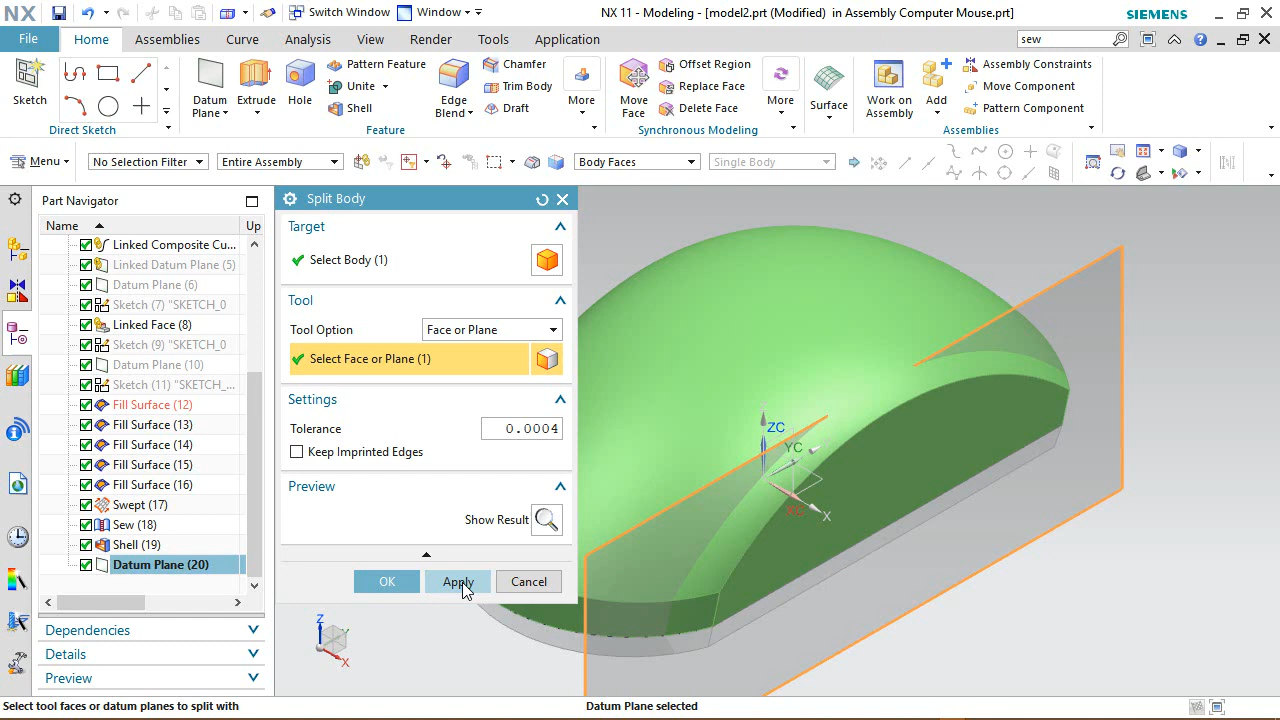 NX
Switch Window
Window
NX 11 - Modeling - [model2.prt (Modified) in Assembly Computer Mouse.prt]
SIEMENS
File
Home
Assemblies
Curve
Analysis
View
Render
Tools
Application
sew
Sketch
Direct Sketch
Datum Plane
Extrude
Hole
Pattern Feature
Unite
Shell
Edge Blend
Chamfer
Trim Body
Draft
More
Feature
Move Face
Offset Region
Replace Face
Delete Face
More
Synchronous Modeling
Surface
Work on Assembly
Add
Assembly Constraints
Move Component
Pattern Component
Assemblies
Menu
No Selection Filter
Entire Assembly
Body Faces
Single Body
Part Navigator
Name
Up
Linked Composite Cu...
Linked Datum Plane (5)
Datum Plane (6)
Sketch (7) "SKETCH_0
Linked Face (8)
Sketch (9) "SKETCH_0
Datum Plane (10)
Sketch (11) "SKETCH_...
Fill Surface (12)
Fill Surface (13)
Fill Surface (14)
Fill Surface (15)
Fill Surface (16)
Swept (17)
Sew (18)
Shell (19)
Datum Plane (20)
Dependencies
Details
Preview
Split Body
Target
Select Body (1)
Tool
Tool Option
Face or Plane
Select Face or Plane (1)
Settings
Tolerance
0.0004
Keep Imprinted Edges
Preview
Show Result
OK
Apply
Cancel
ZC
YC
XC
X
Z
Y
X
Select tool faces or datum planes to split with
Datum Plane selected